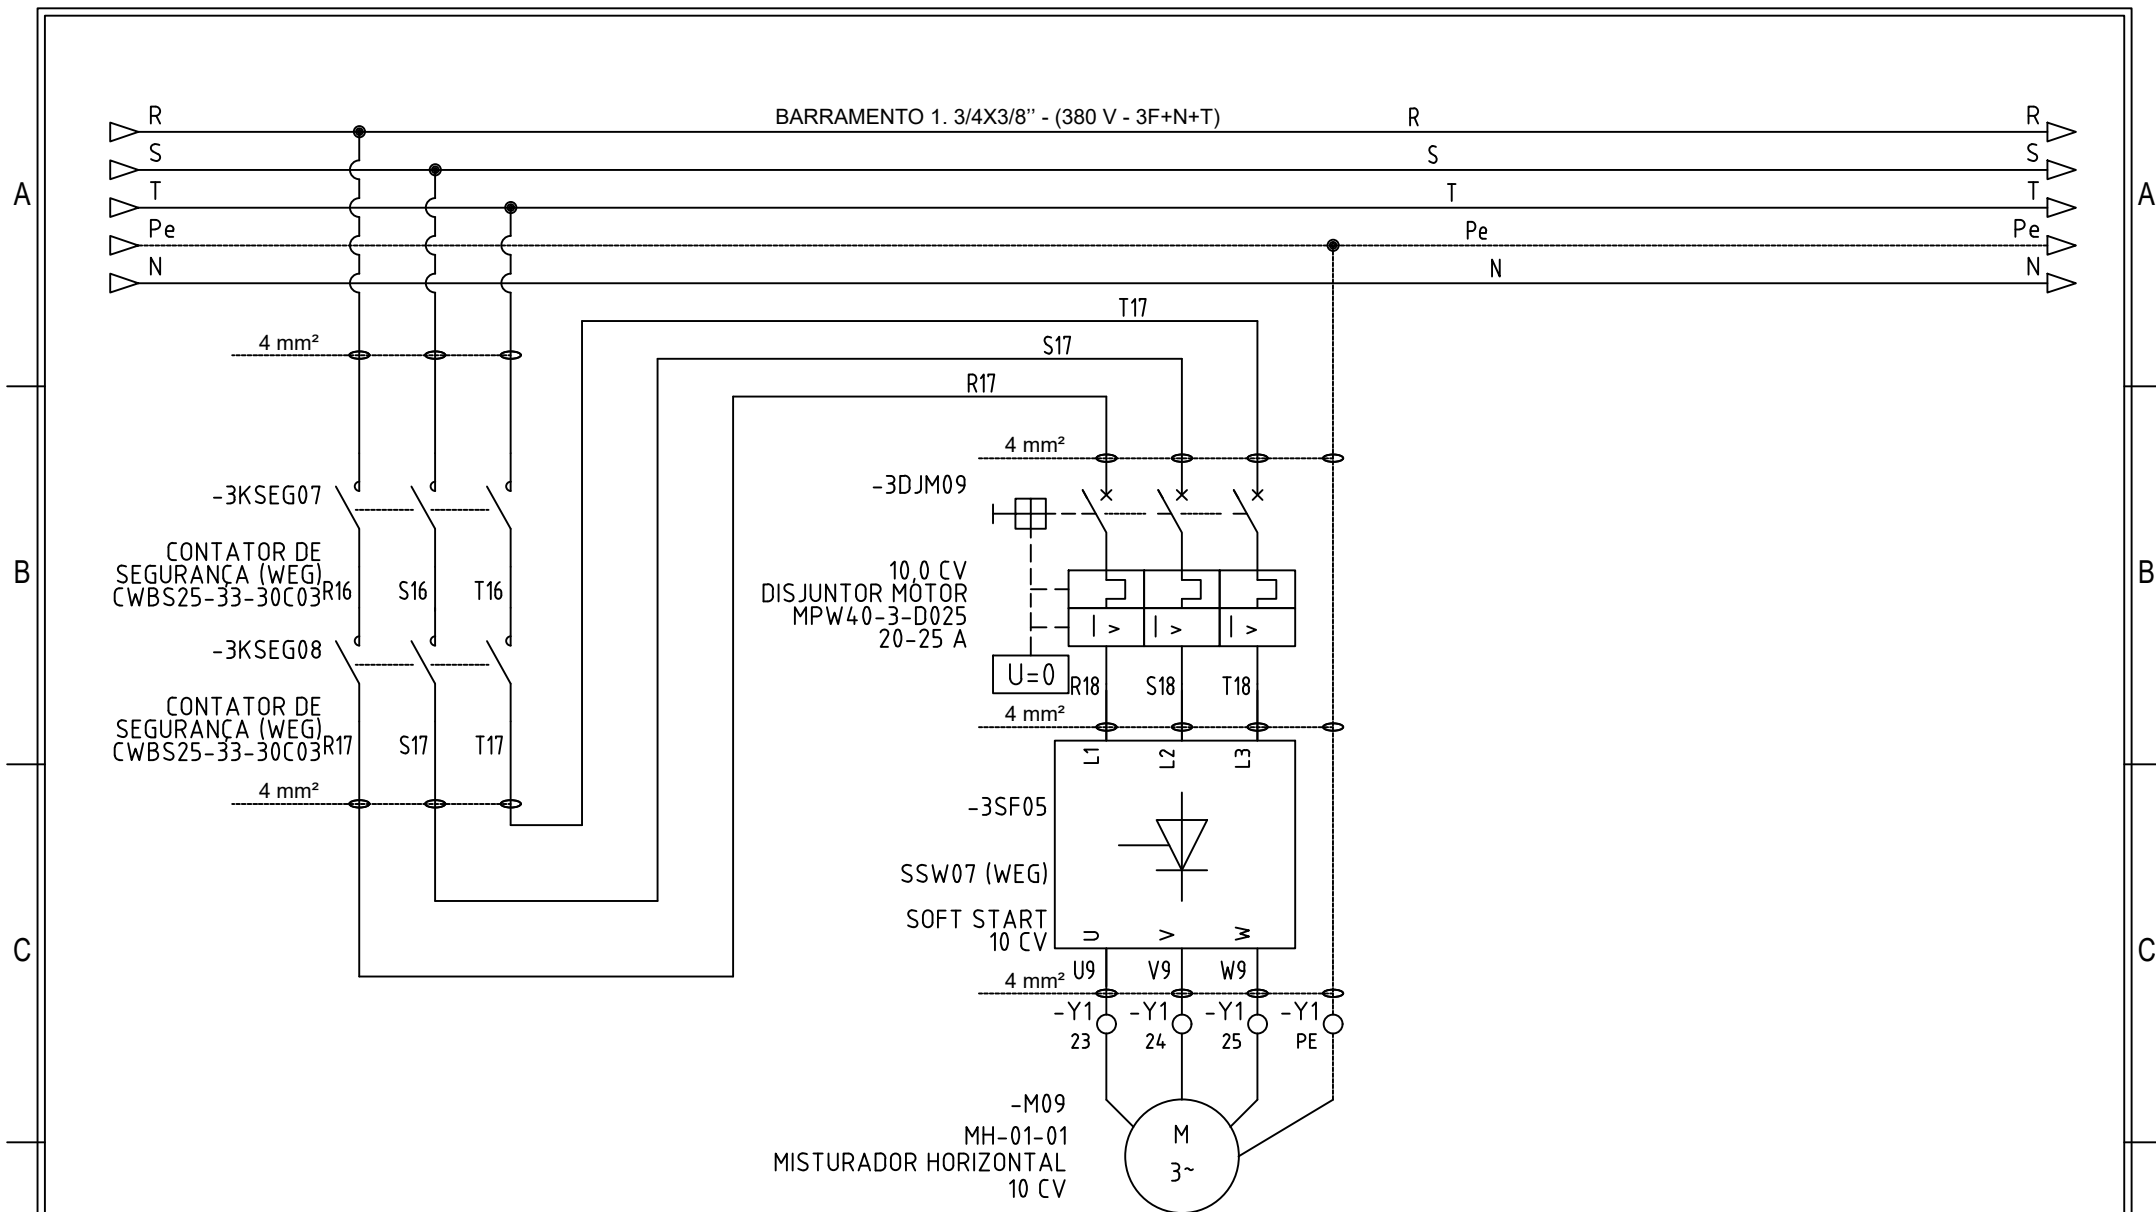 R
BARRAMENTO 1. 3/4X3/8'' - (380 V - 3F+N+T)
R
R
S
S
S
A
T
T
T
A
Pe
Pe
Pe
N
N
N
T17
4 mm²
S17
R17
4 mm²
-3KSEG07
-3DJM09
CONTATOR DE
SEGURANÇA (WEG)
CWBS25-33-30C03
R16
S16
T16
B
10,0 CV
DISJUNTOR MOTOR
MPW40-3-D025
20-25 A
I >
I >
I >
B
-3KSEG08
U=0
R18
S18
T18
CONTATOR DE
SEGURANÇA (WEG)
CWBS25-33-30C03
R17
S17
T17
4 mm²
L1
L2
L3
4 mm²
-3SF05
SSW07 (WEG)
SOFT START
10 CV
U
V
W
C
C
U9
V9
W9
4 mm²
-Y1
-Y1
-Y1
-Y1
23
24
25
PE
-M09
MH-01-01
MISTURADOR HORIZONTAL
10 CV
M
3~